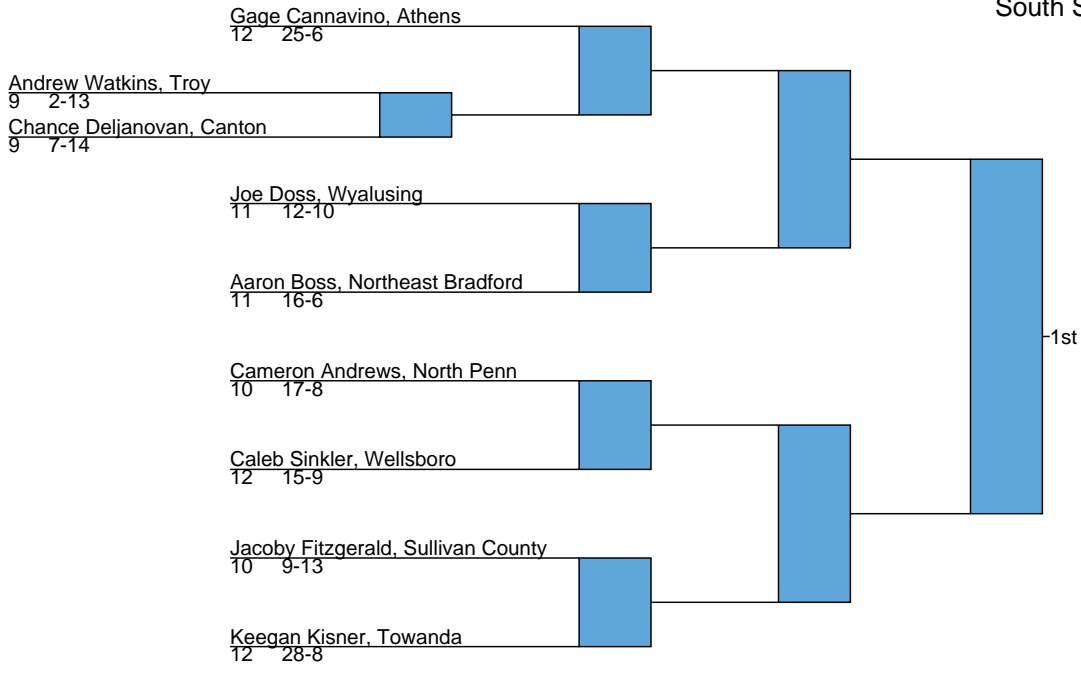 South S
Gage Cannavino, Athens
12 25-6
Andrew Watkins, Troy
9 2-13
Chance Deljanovan, Canton
9 7-14
Joe Doss, Wyalusing
11 12-10
Aaron Boss, Northeast Bradford
11 16-6
1st
Cameron Andrews, North Penn
10 17-8
Caleb Sinkler, Wellsboro
12 15-9
Jacoby Fitzgerald, Sullivan County
10 9-13
Keegan Kisner, Towanda
12 28-8